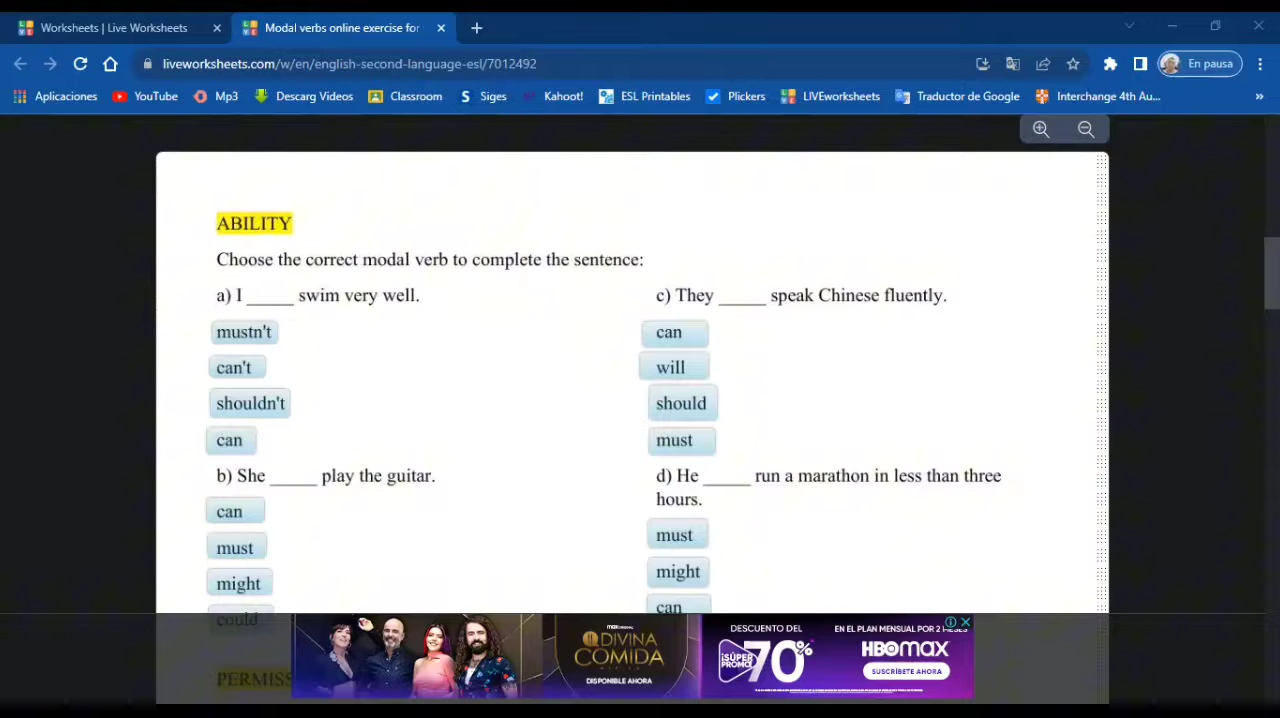 Worksheets | Live Worksheets
Modal verbs online exercise for
liveworksheets.com/w/en/english-second-language-esl/7012492
En pausa
Aplicaciones YouTube Mp3 Descarg Videos Classroom Siges Kahoot! ESL Printables Plickers LIVEworksheets Traductor de Google Interchange 4th Au... »
ABILITY
Choose the correct modal verb to complete the sentence:
a) I _____ swim very well.
mustn't
can't
shouldn't
can
b) She _____ play the guitar.
can
must
might
could
PERMISS
c) They _____ speak Chinese fluently.
can
will
should
must
d) He _____ run a marathon in less than three
hours.
must
might
can
LA DIVINA
COMIDA
DISPONIBLE AHORA
DESCUENTO DEL
¡SÚPER
PROMO!
70%
EN EL PLAN MENSUAL POR 2 MESES
HBOMAX
SUSCRÍBETE AHORA